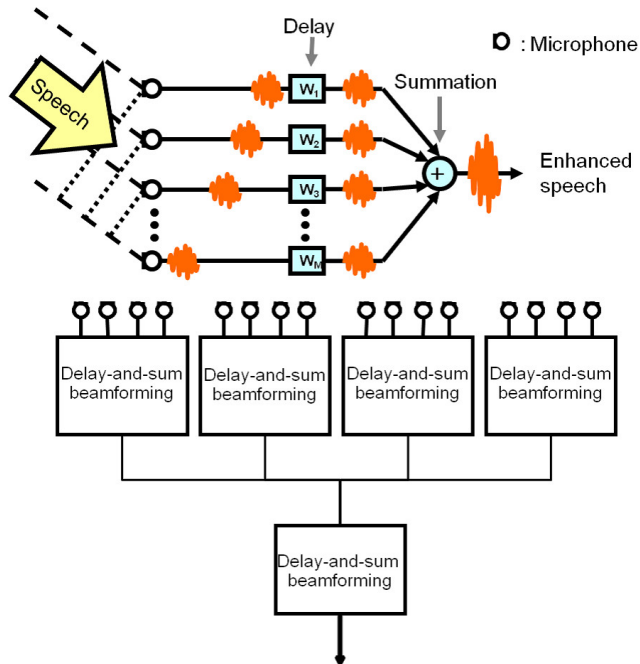 Delay
: Microphone
Speech
Summation
W1
W2
+
Enhanced
speech
W3
WM
Delay-and-sum
beamforming
Delay-and-sum
beamforming
Delay-and-sum
beamforming
Delay-and-sum
beamforming
Delay-and-sum
beamforming